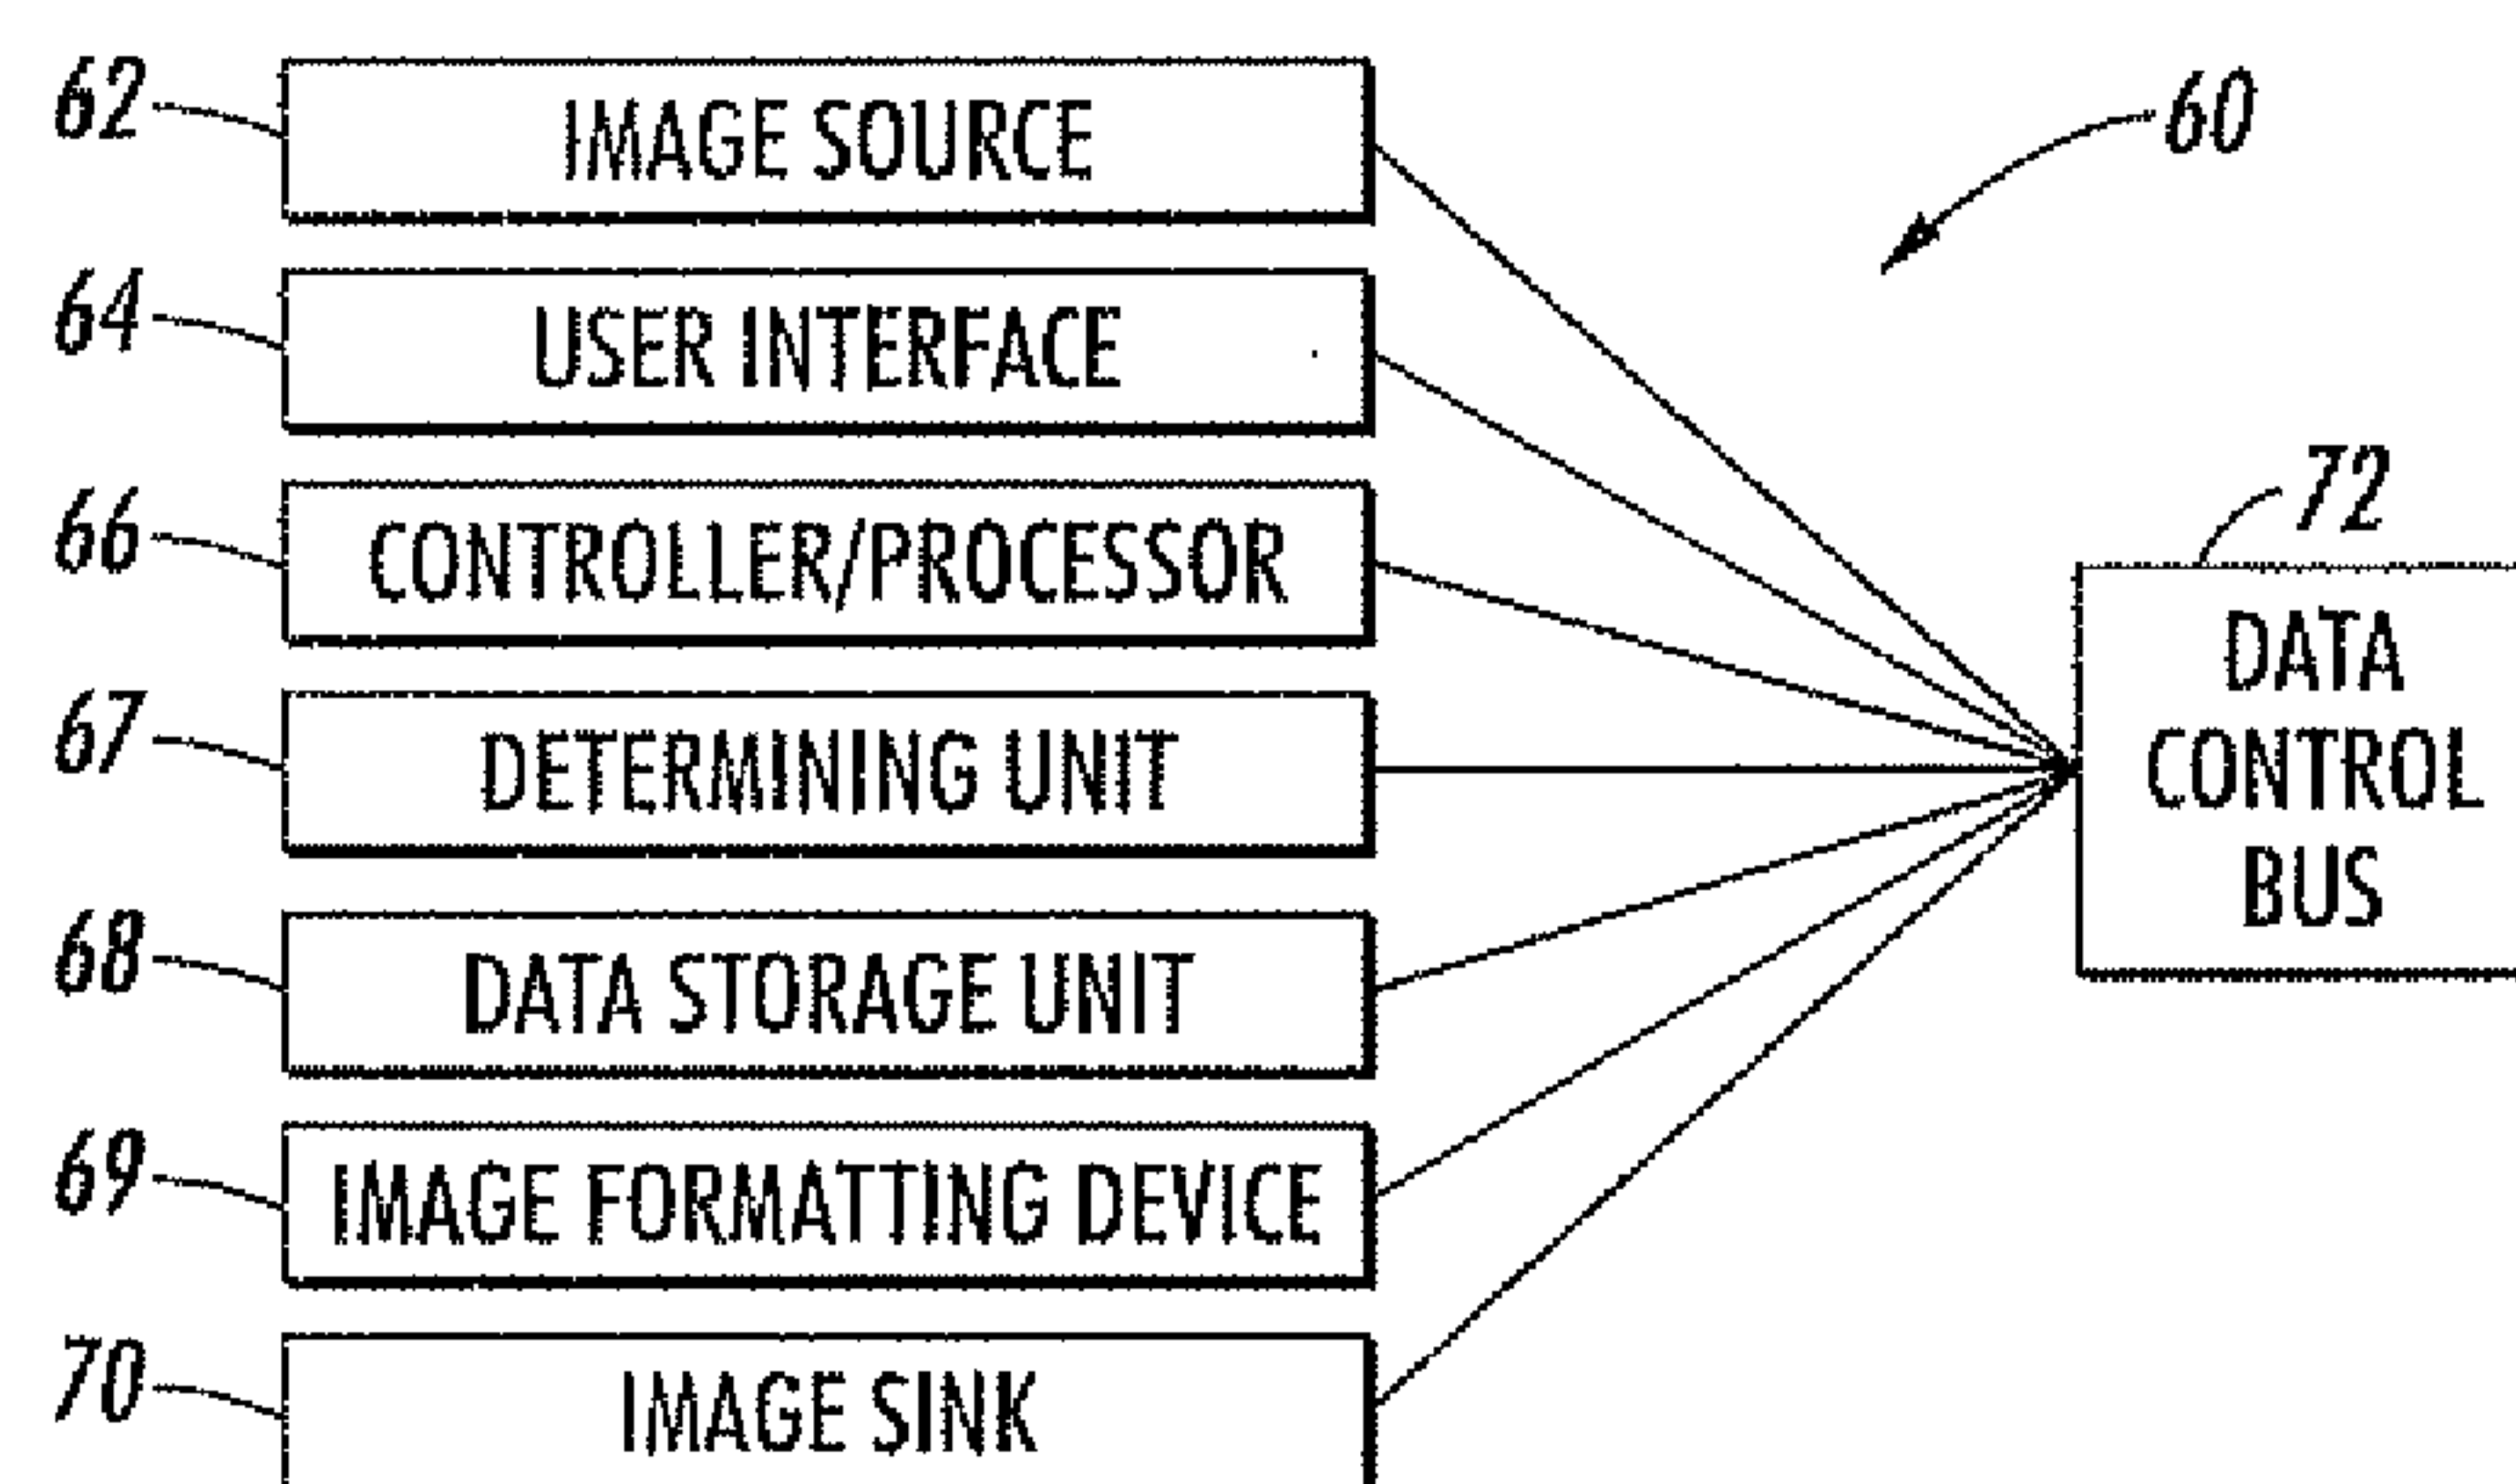 62 IMAGE SOURCE
60
64 USER INTERFACE
72
66 CONTROLLER/PROCESSOR
DATA
CONTROL
BUS
67 DETERMINING UNIT
68 DATA STORAGE UNIT
69 IMAGE FORMATTING DEVICE
70 IMAGE SINK